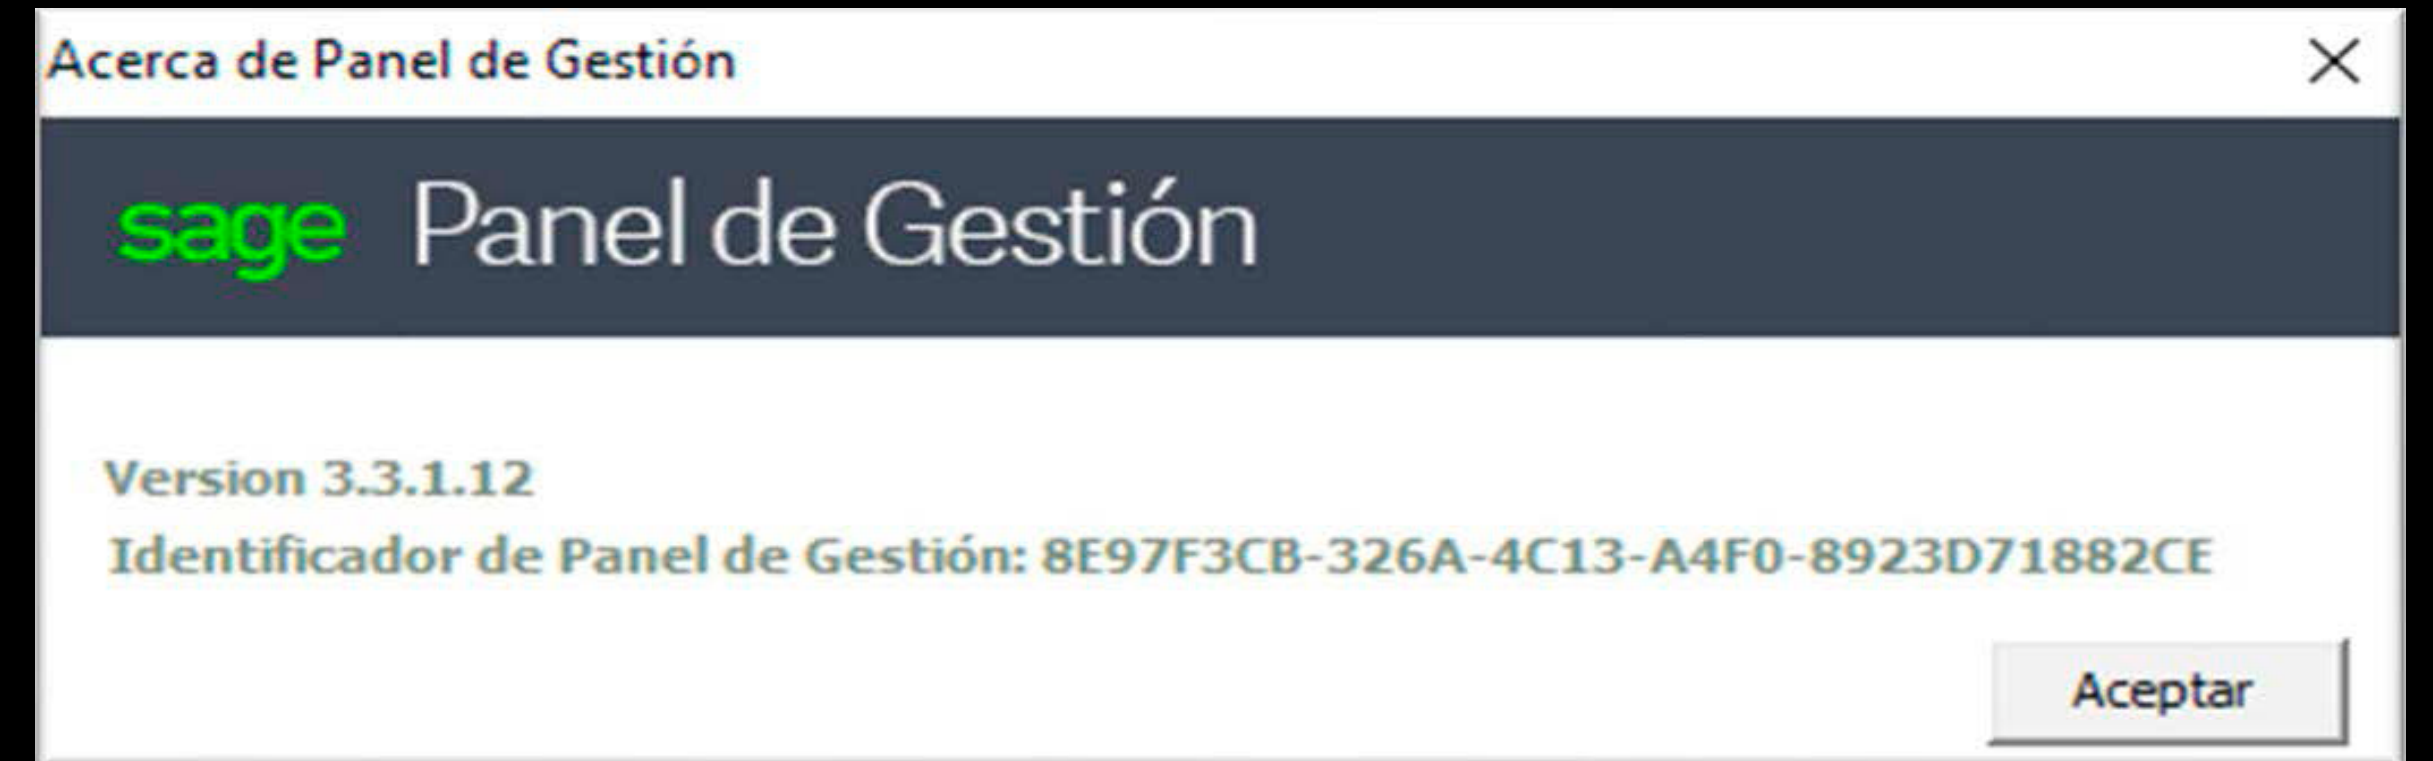 Acerca de Panel de Gestión
sage Panel de Gestión
Version 3.3.1.12
Identificador de Panel de Gestión: 8E97F3CB-326A-4C13-A4F0-8923D71882CE
Aceptar